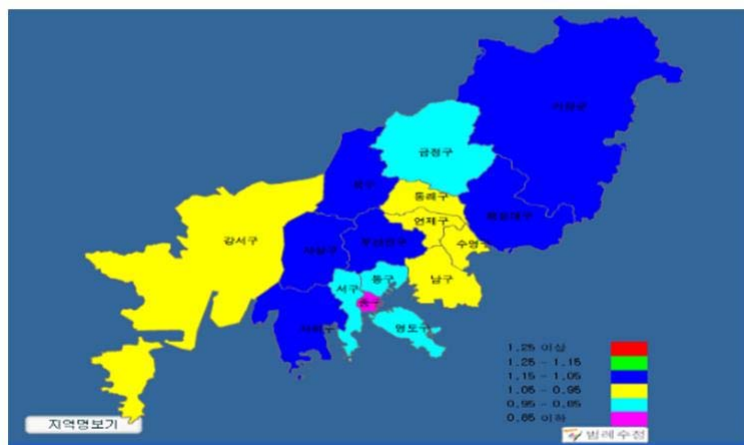 기장군
금정구
북구
동래구
해운대구
연제구
강서구
부산진구
수영구
사상구
남구
동구
서구
중구
사하구
영도구
1,25 이상
1,25 - 1,15
1,15 - 1,05
1,05 - 0,95
0,95 - 0,85
0,85 이하
지역명보기
범례수정